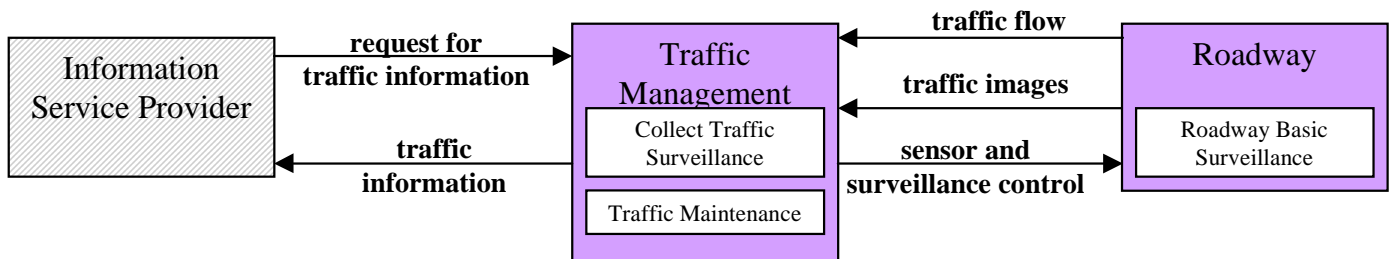 Information
Service Provider
request for
traffic information
traffic
information
Traffic
Management
Collect Traffic
Surveillance
Traffic Maintenance
traffic flow
traffic images
sensor and
surveillance control
Roadway
Roadway Basic
Surveillance